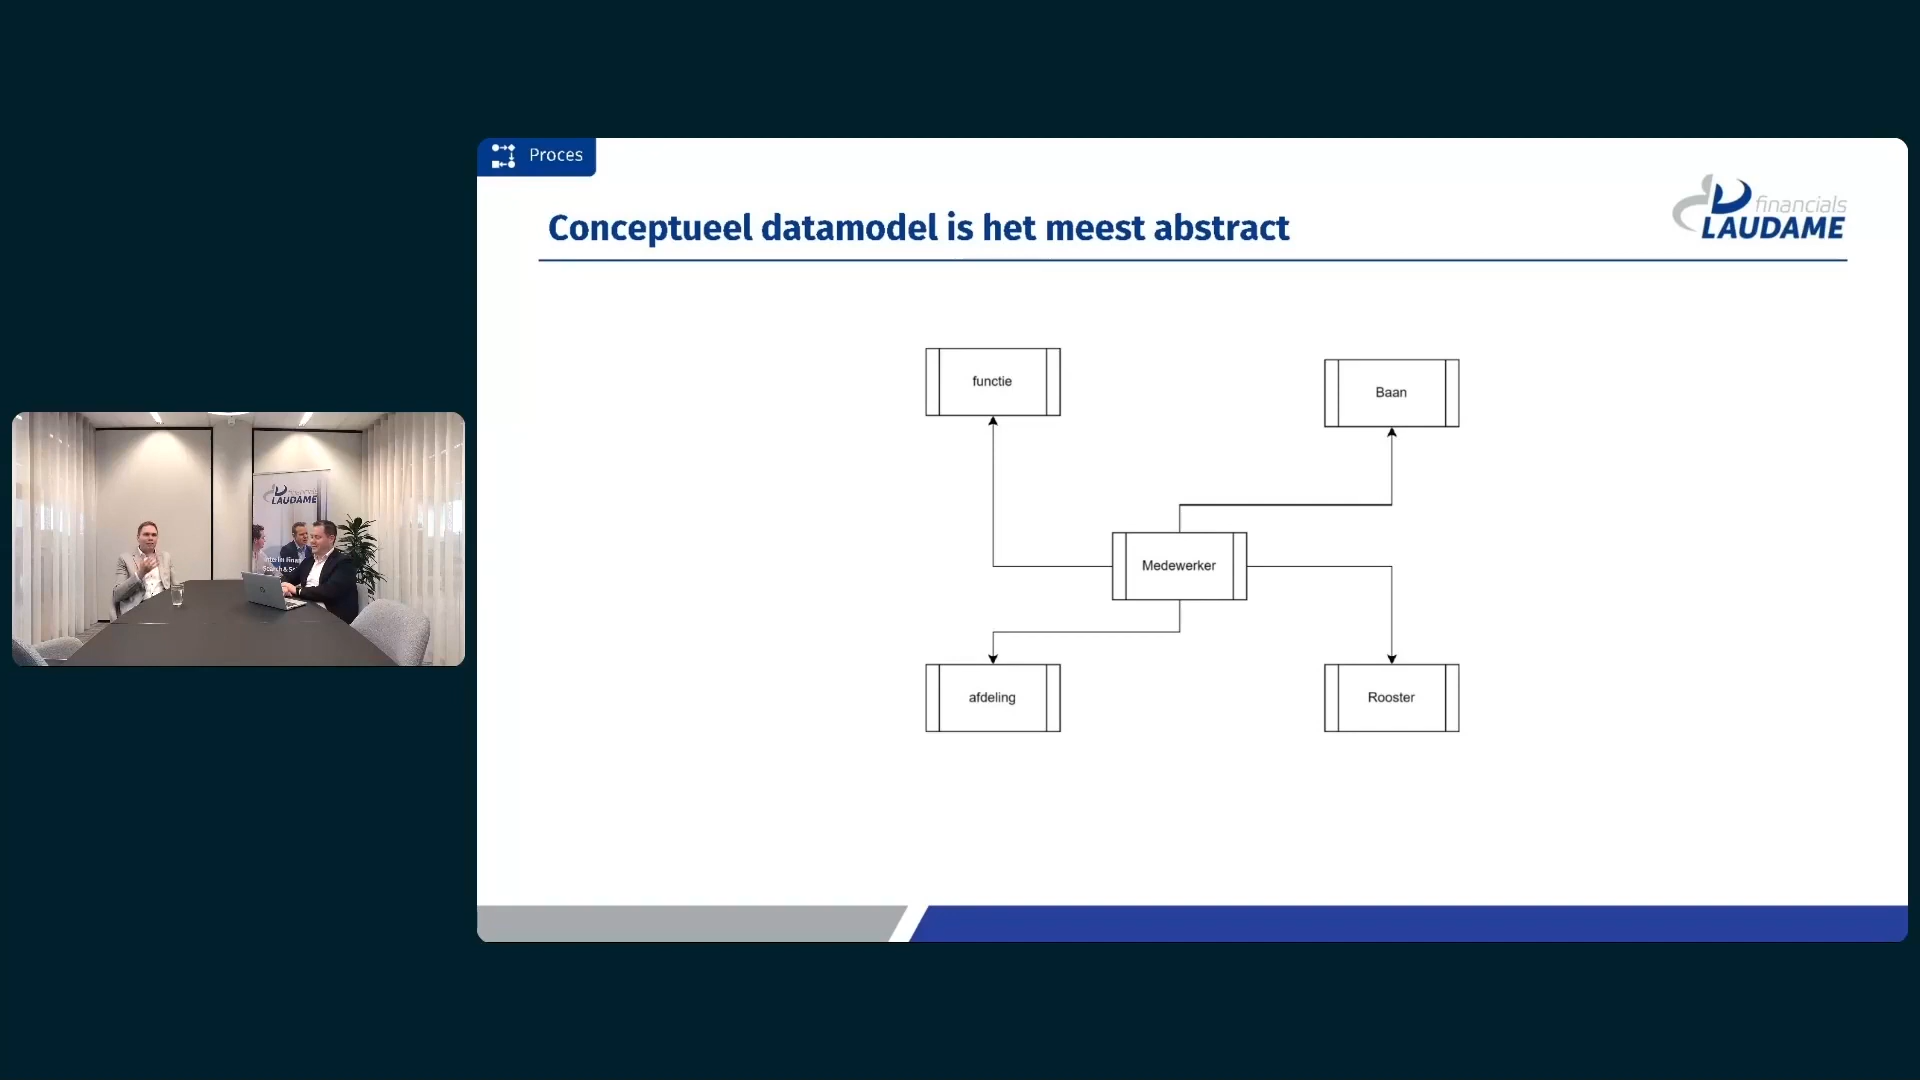 Proces
Conceptueel datamodel is het meest abstract
financials
LAUDAME
functie
Baan
Medewerker
afdeling
Rooster
LAUDAME